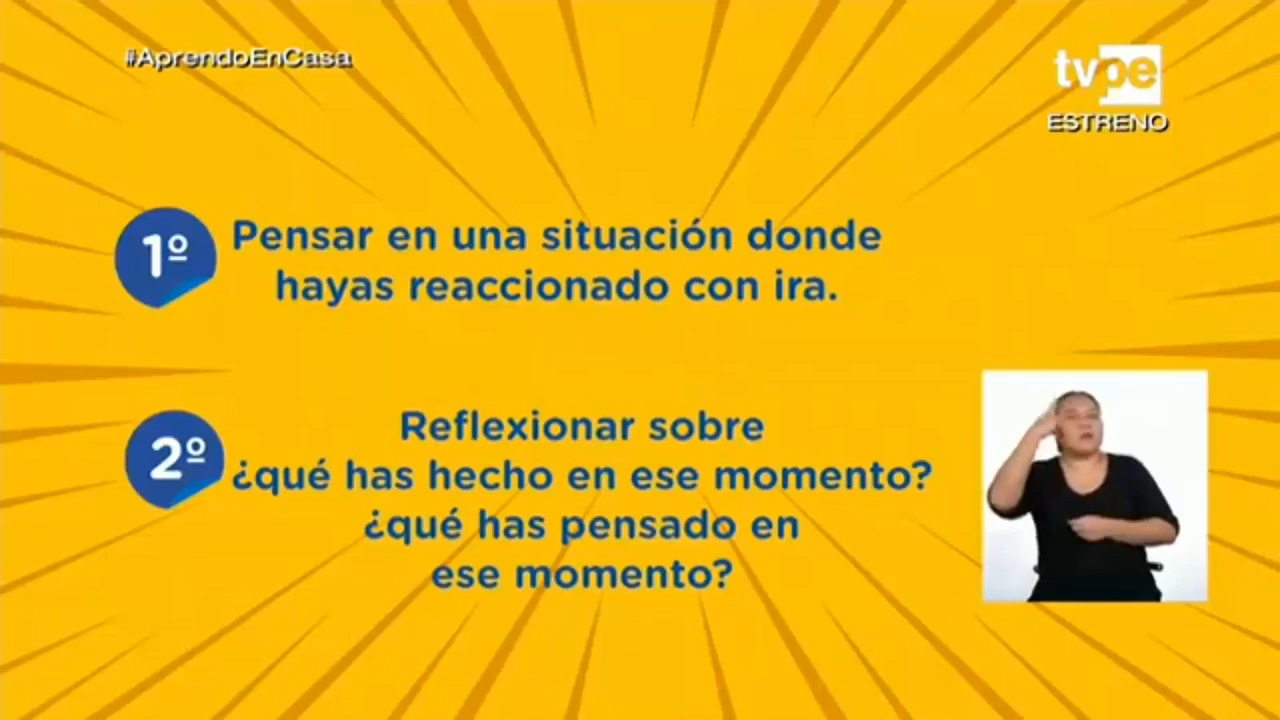 #AprendoEnCasa
tvpe
ESTRENO
1º
Pensar en una situación donde
hayas reaccionado con ira.
2º
Reflexionar sobre
¿qué has hecho en ese momento?
¿qué has pensado en
ese momento?